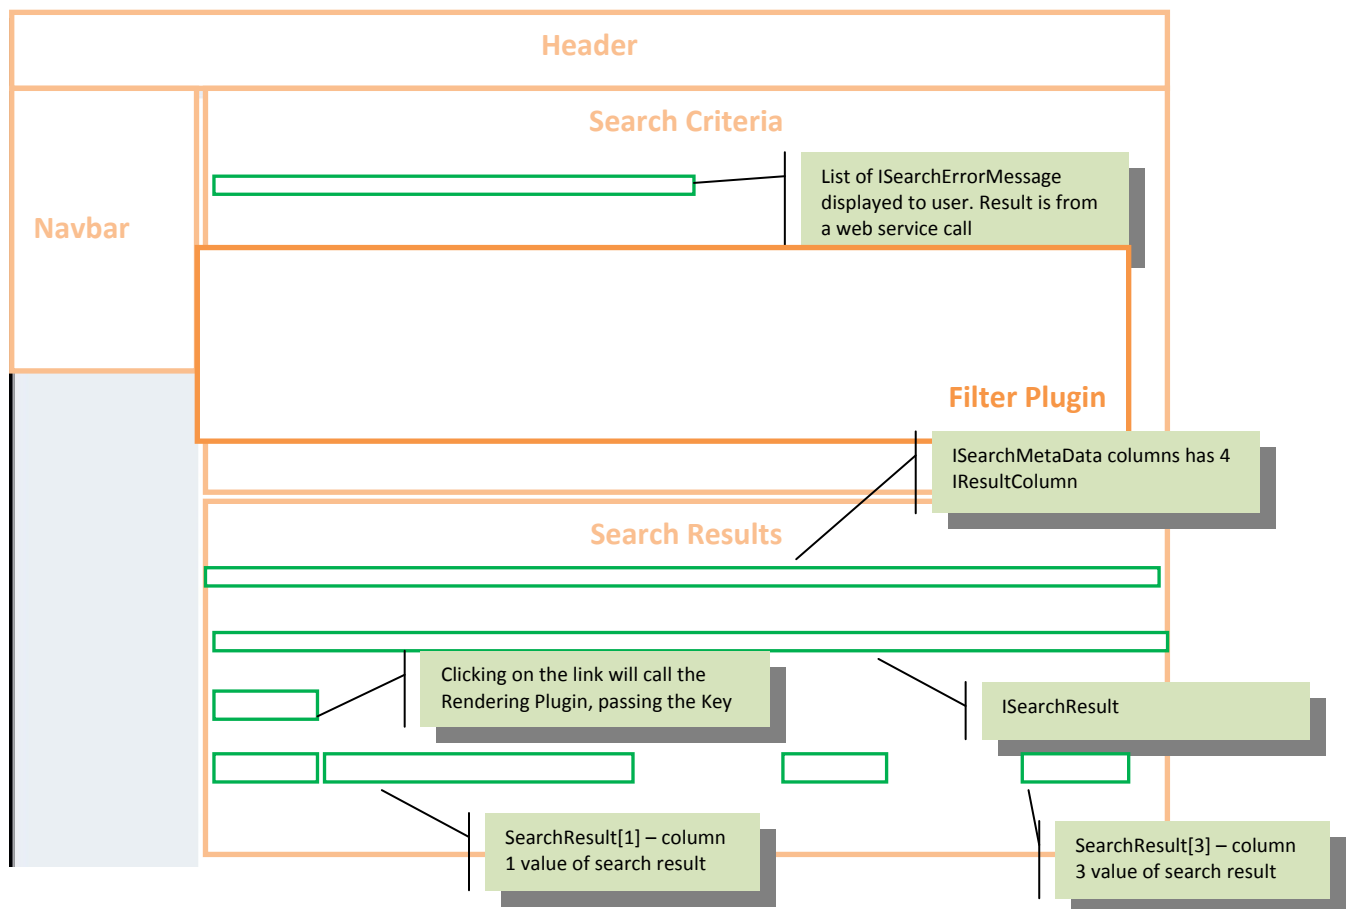 Header
Search Criteria
List of ISearchErrorMessage
displayed to user. Result is from
a web service call
Navbar
Filter Plugin
ISearchMetaData columns has 4
IResultColumn
Search Results
Clicking on the link will call the
Rendering Plugin, passing the Key
ISearchResult
SearchResult[1] – column
1 value of search result
SearchResult[3] – column
3 value of search result